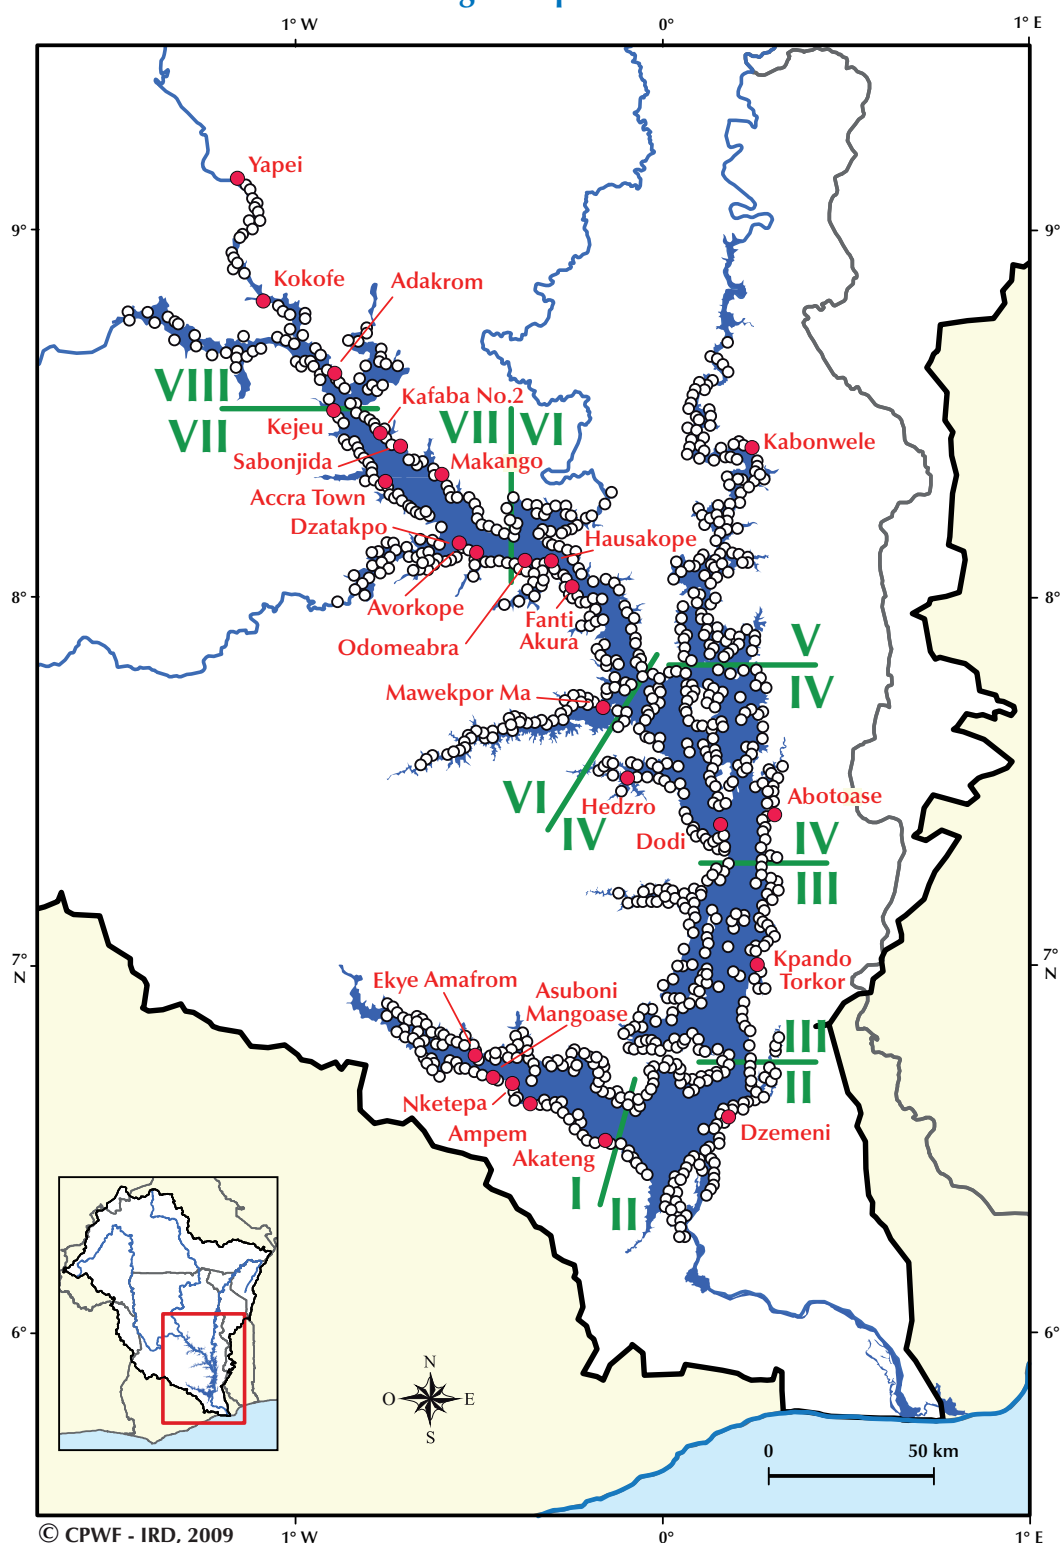 1° W
0°
1° E
Yapei
9°
9°
Kokofe
Adakrom
VIII
Kafaba No.2
VII
VII
VI
Kejeu
Kabonwele
Sabonjida
Makango
Accra Town
Dzatakpo
Hausakope
8°
8°
Avorkope
Fanti
Akura
Odomeabra
V
IV
Mawekpor Ma
VI
IV
Hedzro
Abotoase
Dodi
IV
III
7°
N
7°
N
Kpando
Torkor
Ekye Amafrom
Asuboni
Mangoase
III
II
Nketepa
Ampem
Dzemeni
Akateng
I
II
6°
6°
N
O
E
S
0
50 km
© CPWF - IRD, 2009
1° W
0°
1° E